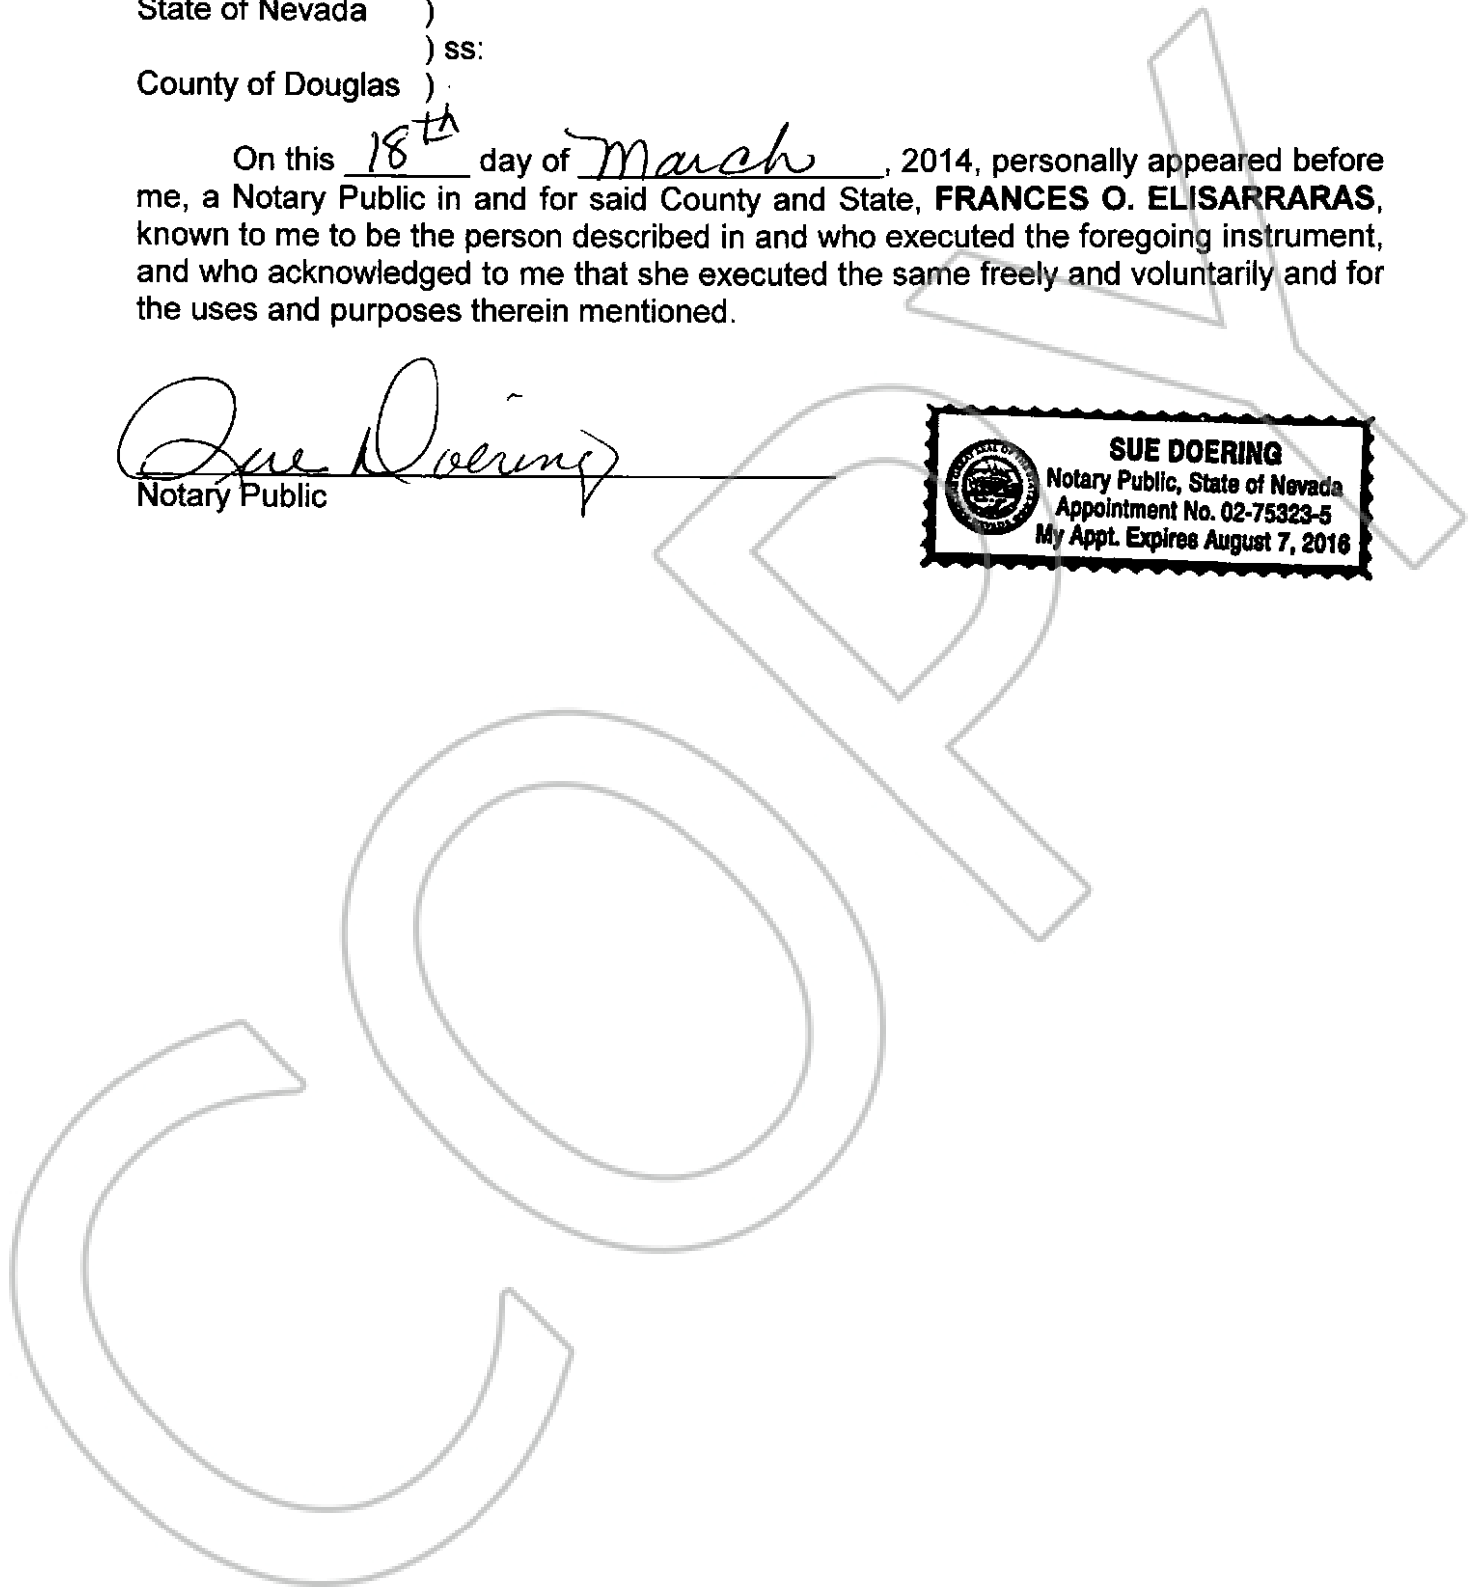 State of Nevada )
) ss:
County of Douglas )
On this 18th day of March, 2014, personally appeared before
me, a Notary Public in and for said County and State, FRANCES O. ELISARRARAS,
known to me to be the person described in and who executed the foregoing instrument,
and who acknowledged to me that she executed the same freely and voluntarily and for
the uses and purposes therein mentioned.
Sue Doering
Notary Public
SUE DOERING
Notary Public, State of Nevada
Appointment No. 02-75323-5
My Appt. Expires August 7, 2016
COPY